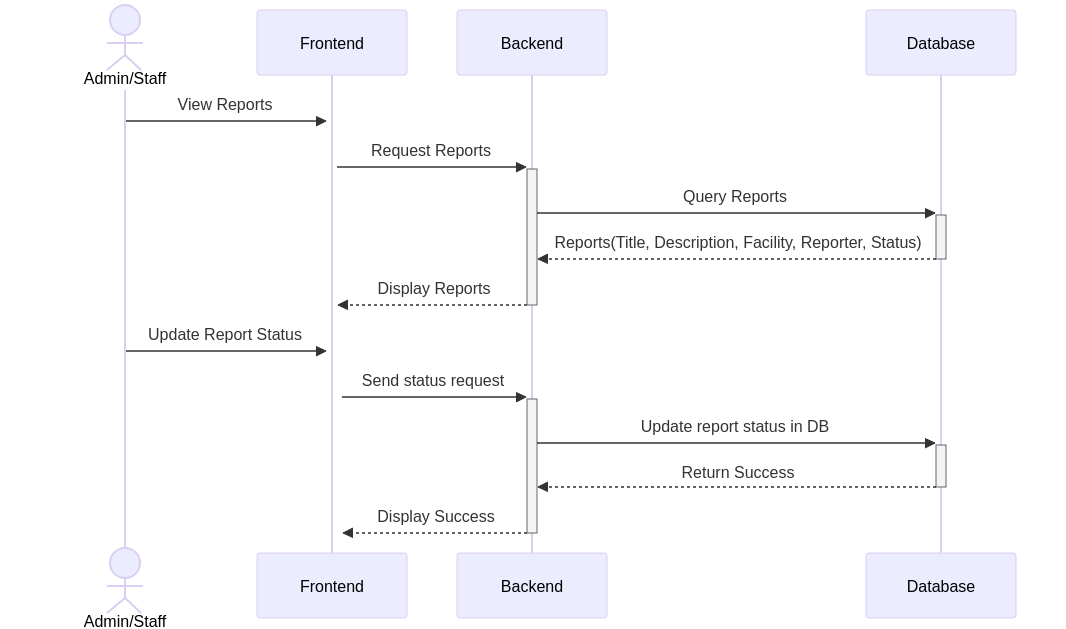 Admin/Staff
Frontend
Backend
Database
View Reports
Request Reports
Query Reports
Reports(Title, Description, Facility, Reporter, Status)
Display Reports
Update Report Status
Send status request
Update report status in DB
Return Success
Display Success
Admin/Staff
Frontend
Backend
Database